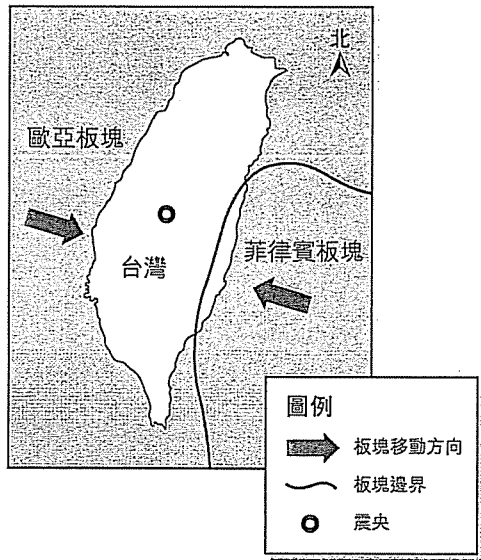 北
歐亞板塊
台灣
菲律賓板塊
圖例
板塊移動方向
板塊邊界
震央